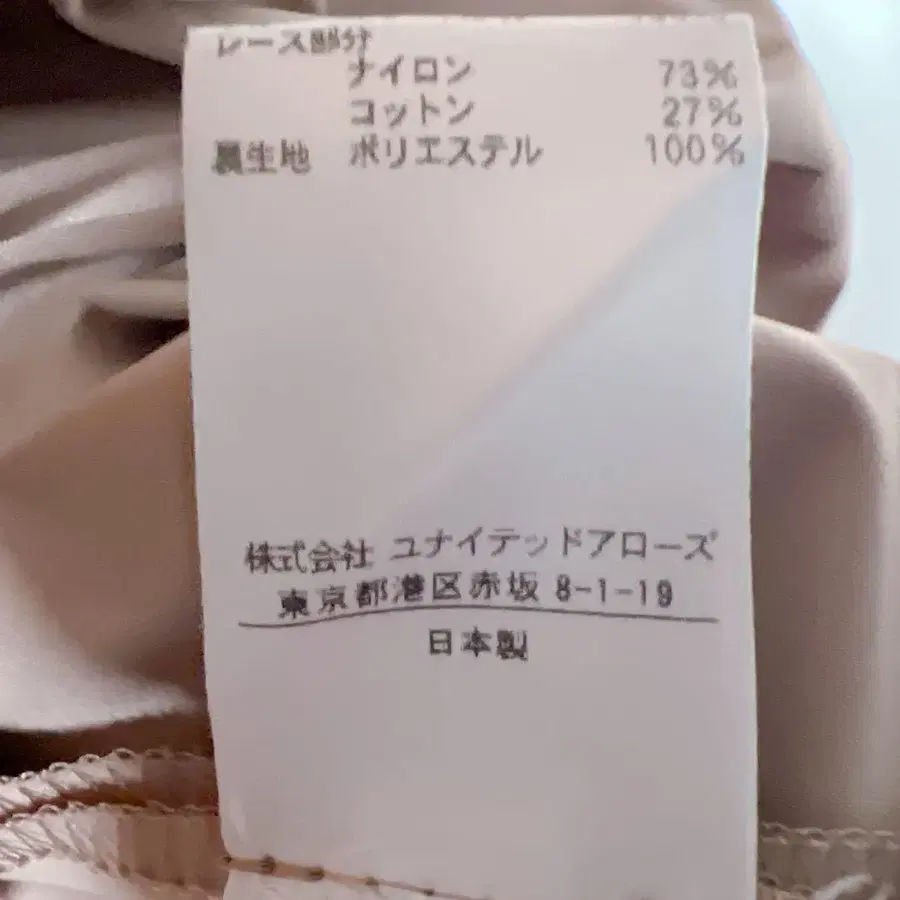 レース部分
ナイロン 73%
コットン 27%
裏生地 ポリエステル 100%
株式会社 ユナイテッドアローズ
東京都港区赤坂 8-1-19
日本製